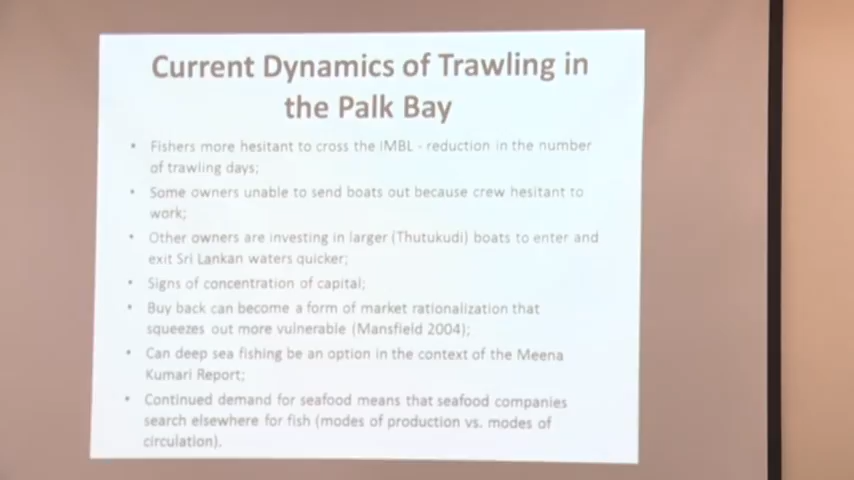 Current Dynamics of Trawling in
the Palk Bay
• Fishers more hesitant to cross the IMBL - reduction in the number
of trawling days;
• Some owners unable to send boats out because crew hesitant to
work;
• Other owners are investing in larger (Thutukudi) boats to enter and
exit Sri Lankan waters quicker;
• Signs of concentration of capital;
• Buy back can become a form of market rationalization that
squeezes out more vulnerable (Mansfield 2004);
• Can deep sea fishing be an option in the context of the Meena
Kumari Report;
• Continued demand for seafood means that seafood companies
search elsewhere for fish (modes of production vs. modes of
circulation).